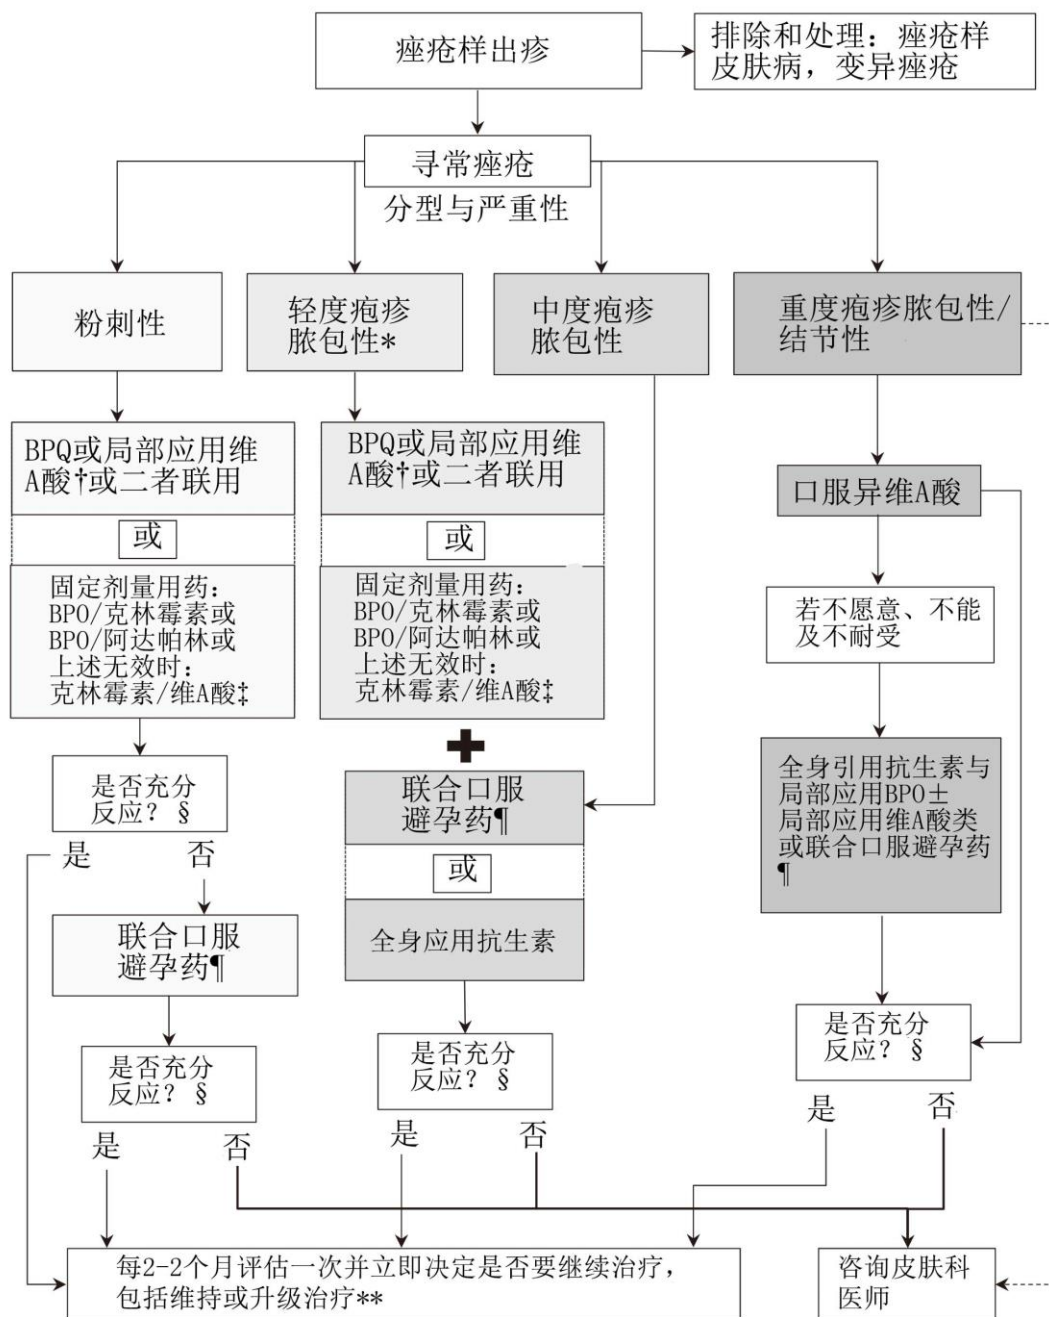 痤疮样出疹
排除和处理：痤疮样
皮肤病，变异痤疮
寻常痤疮
分型与严重性
粉刺性
轻度疱疹
脓包性*
中度疱疹
脓包性
重度疱疹脓包性/
结节性
BPQ或局部应用维
A酸†或二者联用
或
固定剂量用药：
BPO/克林霉素或
BPO/阿达帕林或
上述无效时：
克林霉素/维A酸‡
BPQ或局部应用维
A酸†或二者联用
或
固定剂量用药：
BPO/克林霉素或
BPO/阿达帕林或
上述无效时：
克林霉素/维A酸‡
口服异维A酸
若不愿意、不能
及不耐受
是否充分
反应？§
是
否
联合口服
避孕药¶
或
全身应用抗生素
全身引用抗生素与
局部应用BPO±
局部应用维A酸类
或联合口服避孕药
¶
联合口服
避孕药¶
是否充分
反应？§
是
否
是否充分
反应？§
是
否
是否充分
反应？§
是
否
每2-2个月评估一次并立即决定是否要继续治疗，
包括维持或升级治疗**
咨询皮肤科
医师